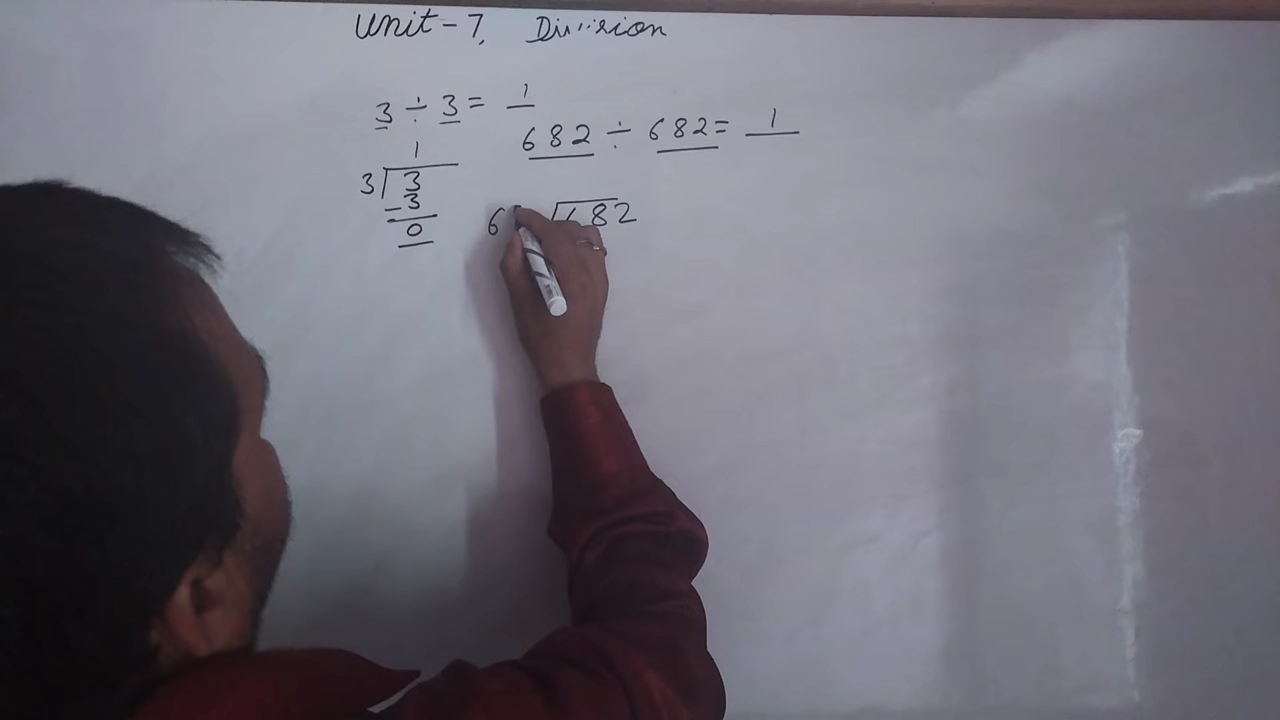 Unit-7, Division
3 ÷ 3 = 1
682 ÷ 682 = 1
1
3 3
-3
0
6 682